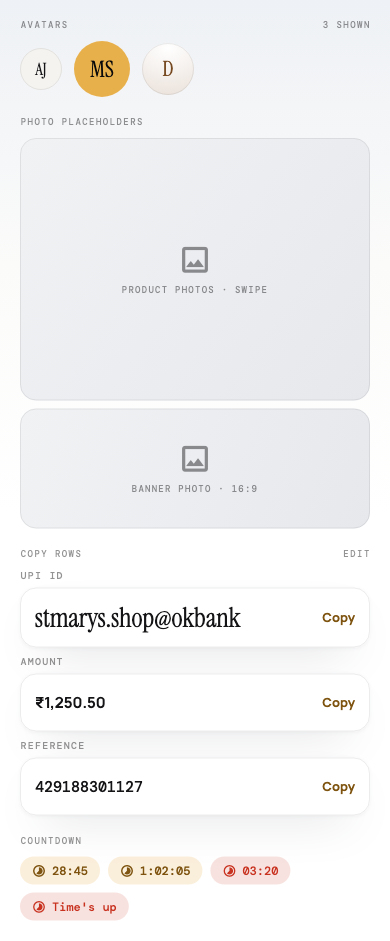 AVATARS 3 SHOWN
AJ MS D
PHOTO PLACEHOLDERS
PRODUCT PHOTOS · SWIPE
BANNER PHOTO · 16:9
COPY ROWS EDIT
UPI ID
stmarys.shop@okbank Copy
AMOUNT
₹1,250.50 Copy
REFERENCE
429188301127 Copy
COUNTDOWN
28:45 1:02:05 03:20
Time's up